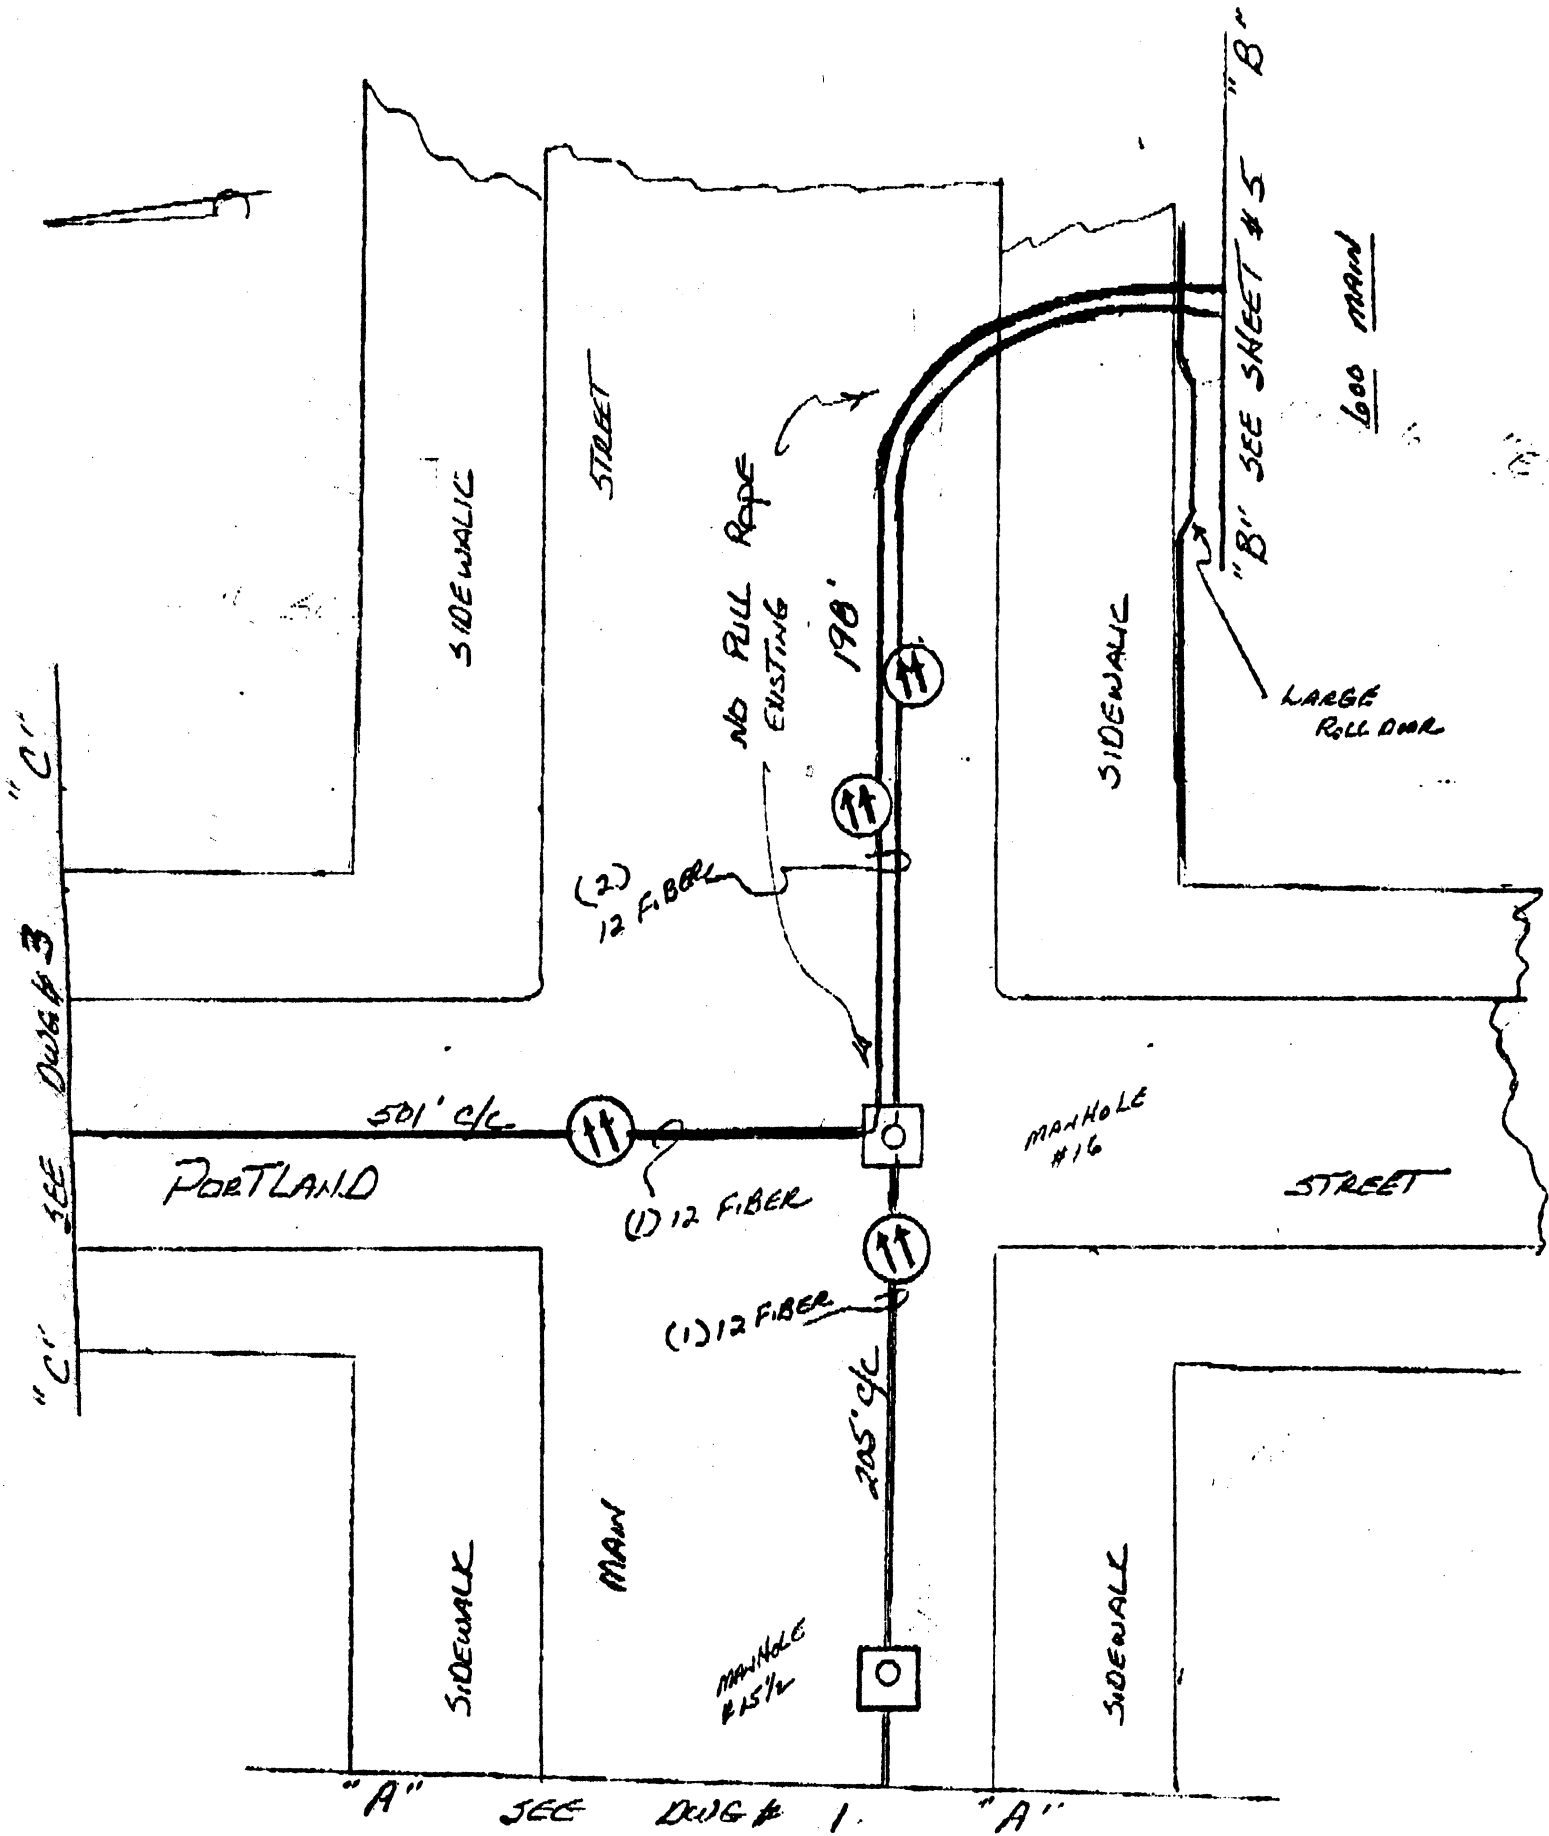 "B" SEE SHEET # 5 "B"
600 MAIN
STREET
SIDEWALK
NO PULL ROPE
EXISTING
198'
SIDEWALK
LARGE
ROLL DOOR
(2)
12 FIBER
"C" SEE DWG # 3 "C"
501' C/C
MANHOLE
#16
PORTLAND
STREET
(1) 12 FIBER
(1) 12 FIBER
205' C/C
MAIN
SIDEWALK
SIDEWALK
MANHOLE
# 15 1/2
"A" SEE DWG # 1. "A"